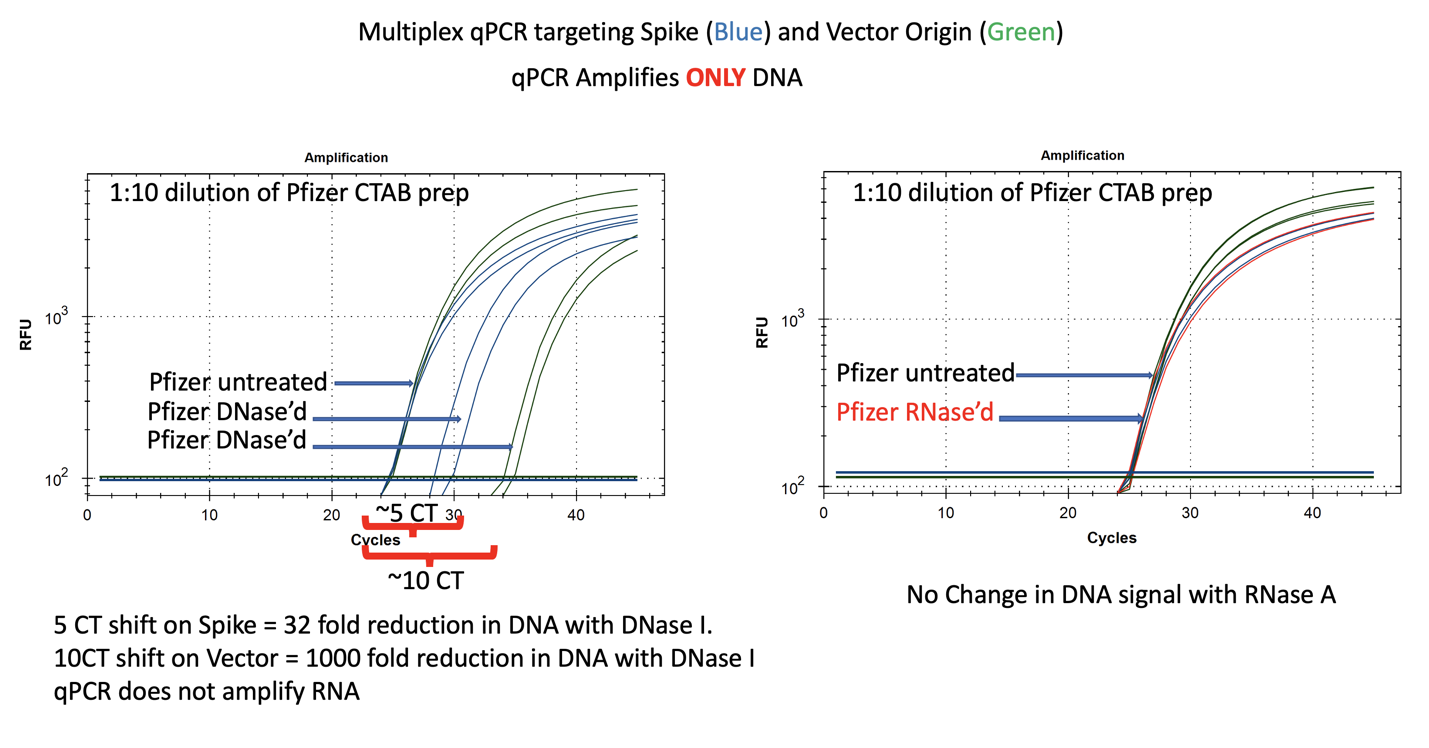 Multiplex qPCR targeting Spike (Blue) and Vector Origin (Green)
qPCR Amplifies ONLY DNA
Amplification
1:10 dilution of Pfizer CTAB prep
10³
RFU
Pfizer untreated
Pfizer DNase’d
Pfizer DNase’d
10²
0 10 20 30 40
~5 CT
Cycles
~10 CT
5 CT shift on Spike = 32 fold reduction in DNA with DNase I.
10CT shift on Vector = 1000 fold reduction in DNA with DNase I
qPCR does not amplify RNA
Amplification
1:10 dilution of Pfizer CTAB prep
10³
RFU
Pfizer untreated
Pfizer RNase’d
10²
0 10 20 30 40
Cycles
No Change in DNA signal with RNase A